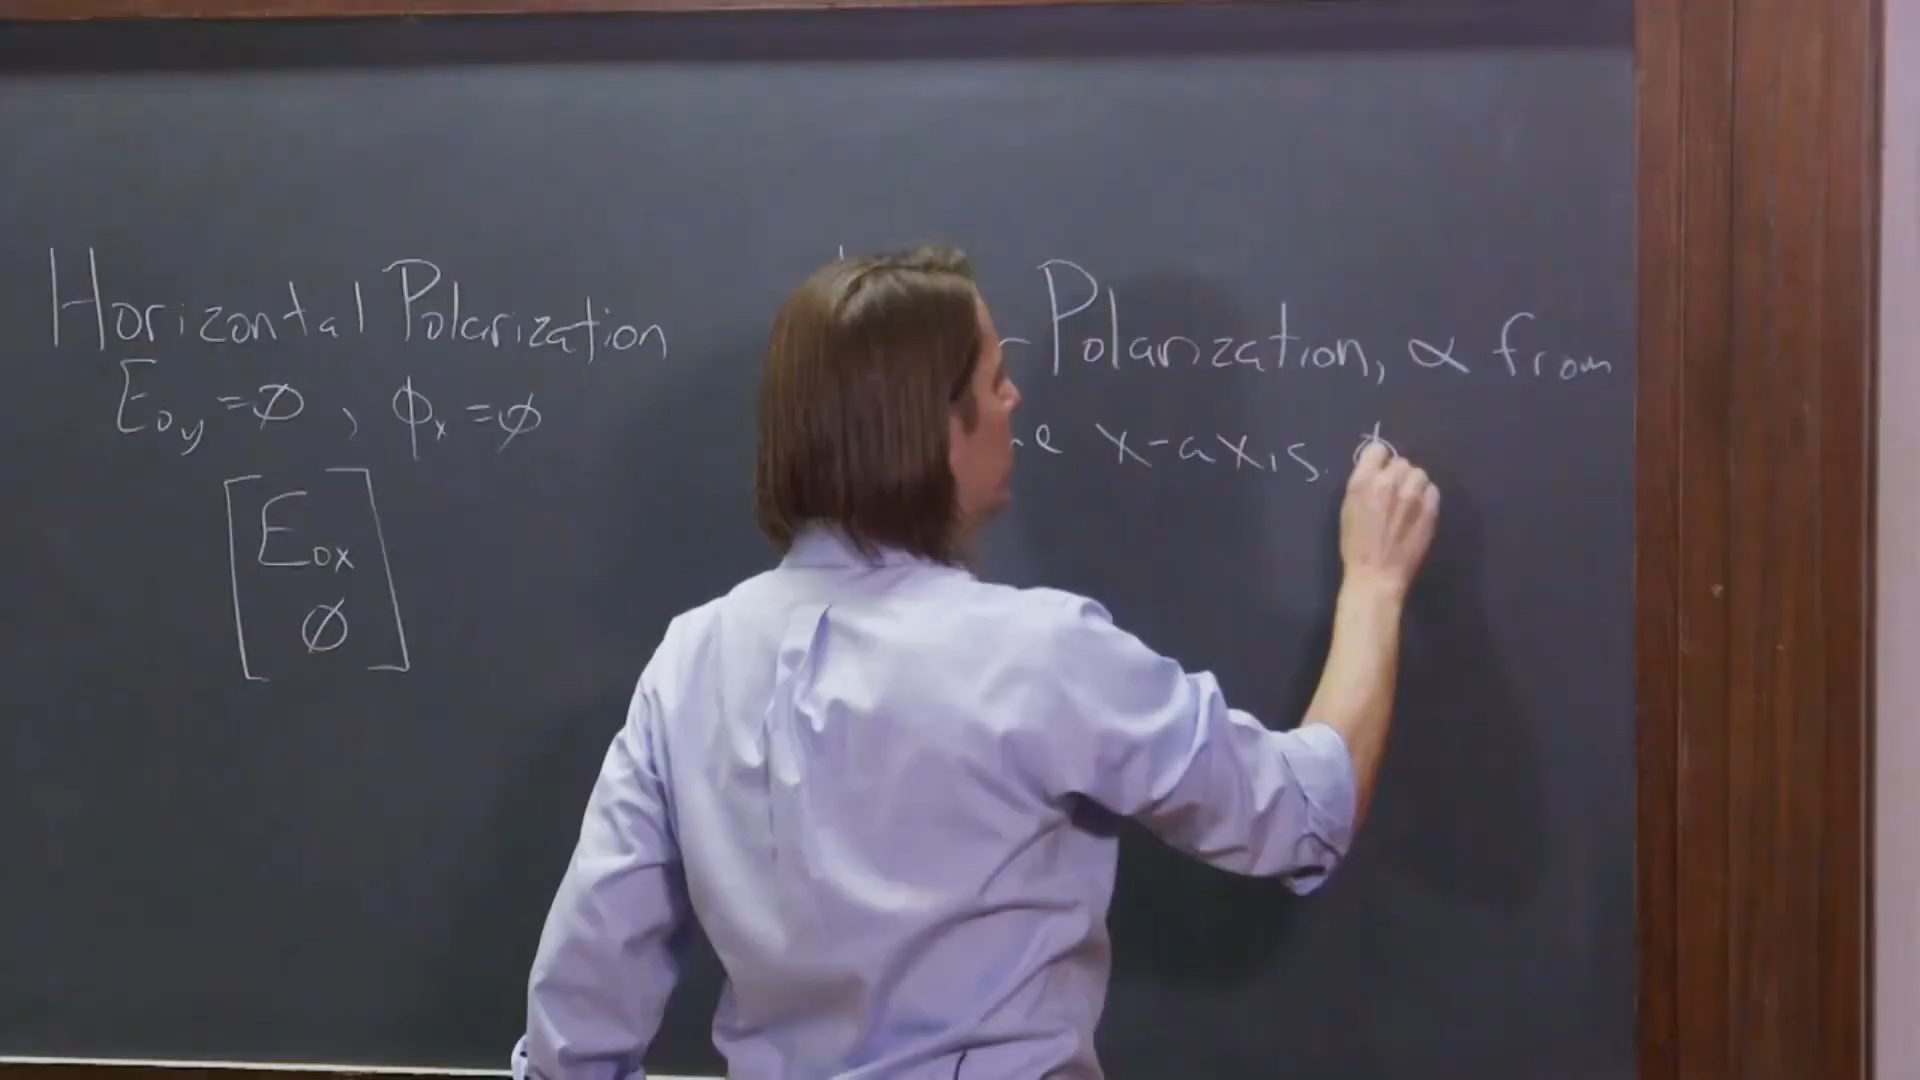 Horizontal Polarization
E₀y = ∅, ϕx = ∅
[E₀x
∅]
Polarization, α from
x-axis.